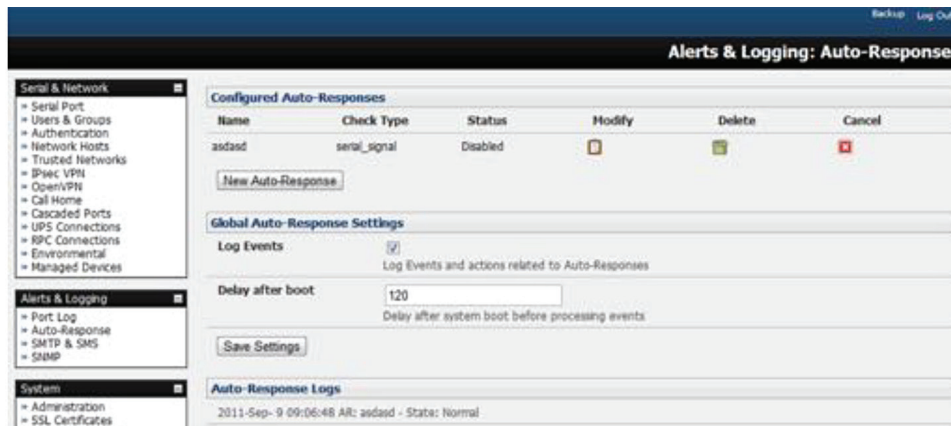 Backup Log Out
Alerts & Logging: Auto-Response
Serial & Network
» Serial Port
» Users & Groups
» Authentication
» Network Hosts
» Trusted Networks
» IPsec VPN
» OpenVPN
» Call Home
» Cascaded Ports
» UPS Connections
» RPC Connections
» Environmental
» Managed Devices
Alerts & Logging
» Port Log
» Auto-Response
» SMTP & SMS
» SNMP
System
» Administration
» SSL Certificates
Configured Auto-Responses
Name Check Type Status Modify Delete Cancel
asdasd serial_signal Disabled
New Auto-Response
Global Auto-Response Settings
Log Events
Log Events and actions related to Auto-Responses
Delay after boot 120
Delay after system boot before processing events
Save Settings
Auto-Response Logs
2011-Sep- 9 09:06:48 AR: asdasd - State: Normal